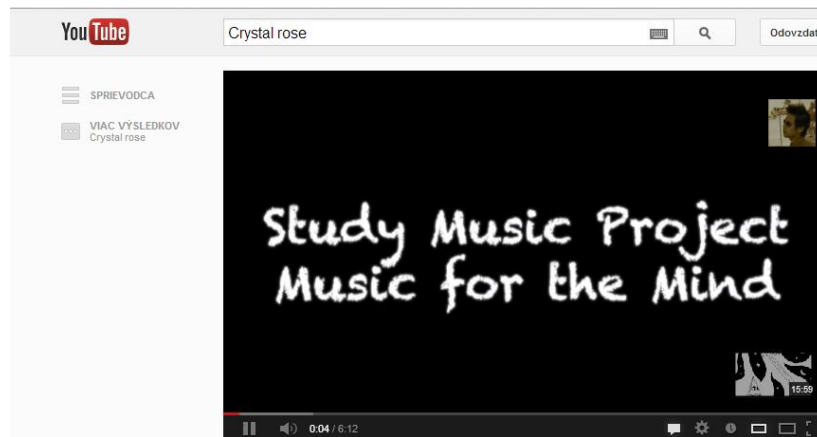 YouTube
Crystal rose
Odovzdať
SPRIEVODCA
VIAC VÝSLEDKOV
Crystal rose
Study Music Project
Music for the Mind
15:59
0:04 / 6:12